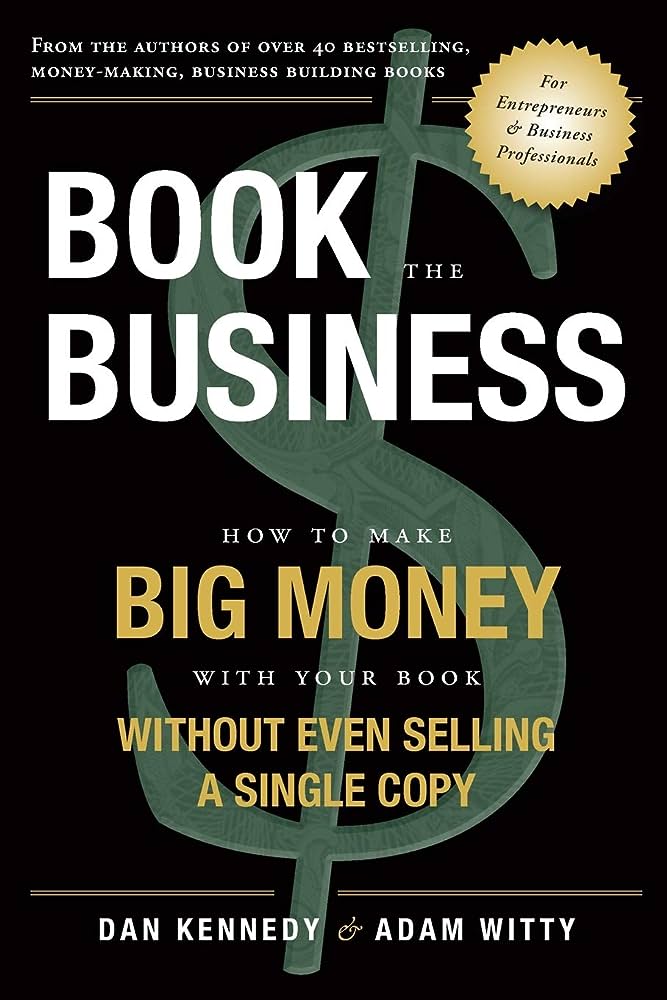 FROM THE AUTHORS OF OVER 40 BESTSELLING,
MONEY-MAKING, BUSINESS BUILDING BOOKS
For
Entrepreneurs
& Business
Professionals
BOOK THE
BUSINESS
HOW TO MAKE
BIG MONEY
WITH YOUR BOOK
WITHOUT EVEN SELLING
A SINGLE COPY
DAN KENNEDY & ADAM WITTY